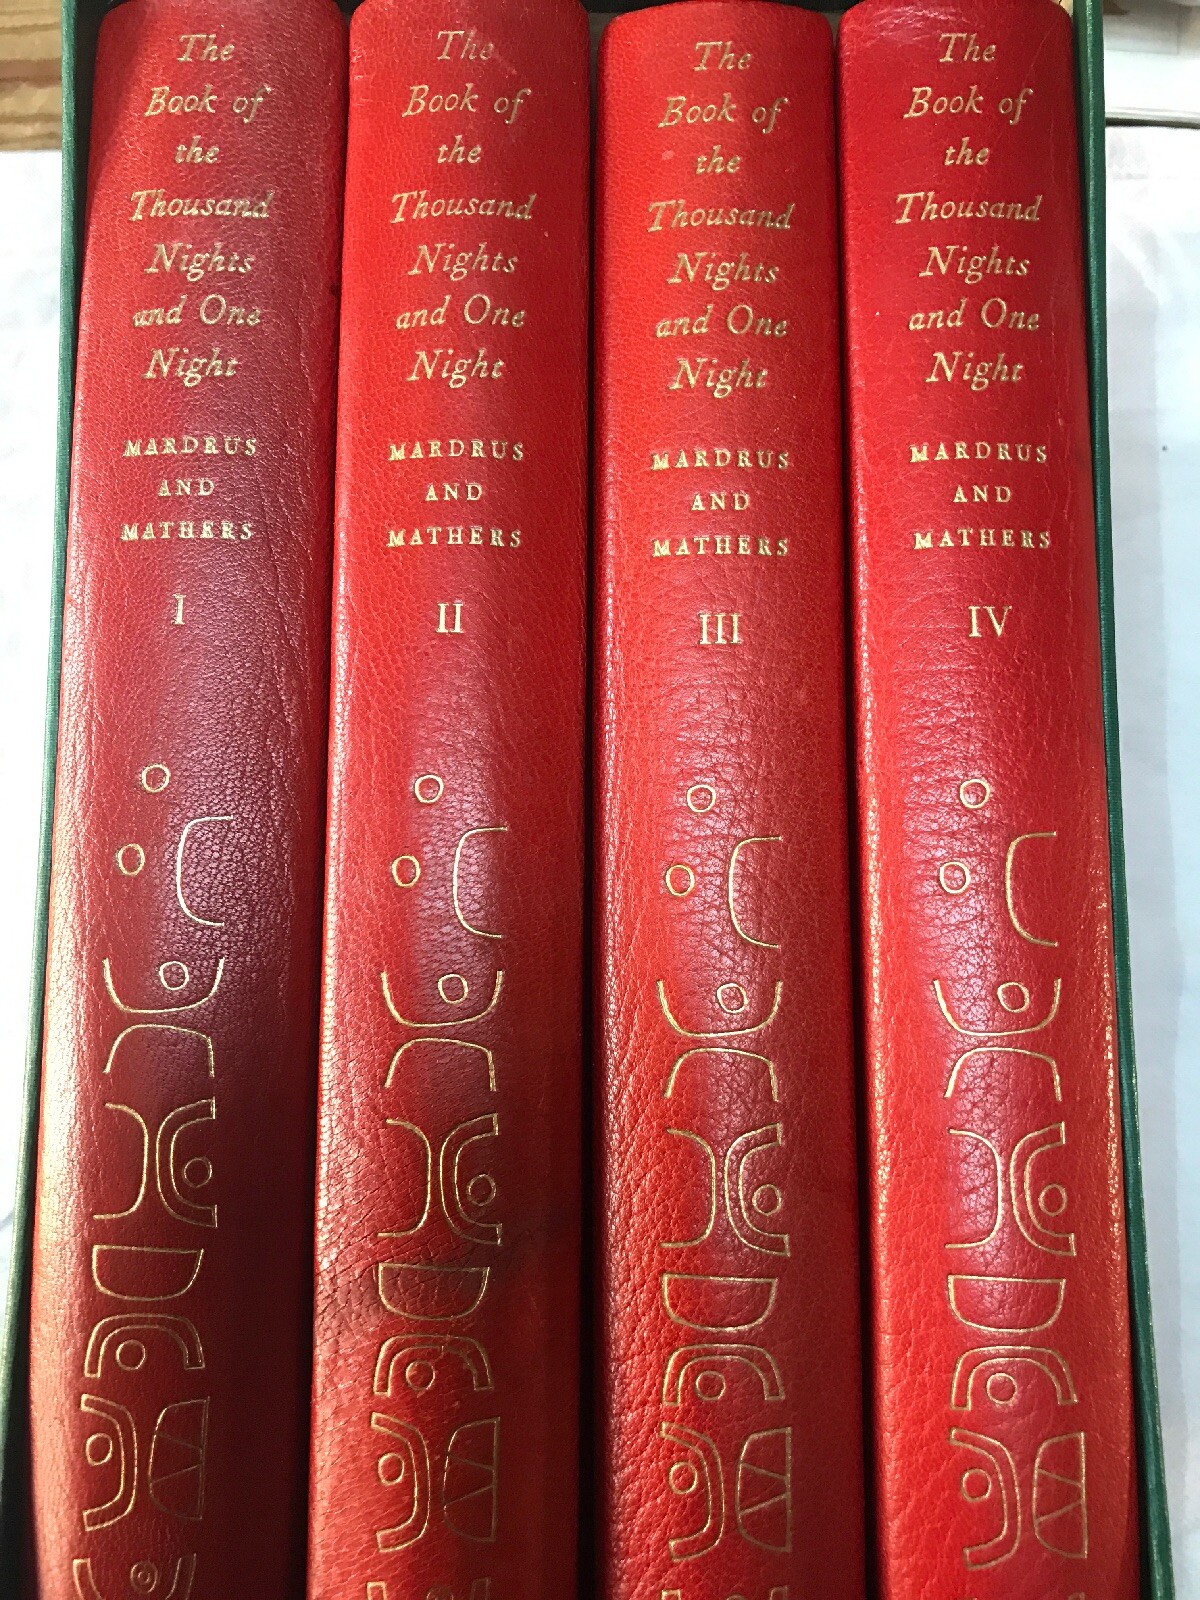 The
Book of
the
Thousand
Nights
and One
Night
MARDRUS
AND
MATHERS
I
The
Book of
the
Thousand
Nights
and One
Night
MARDRUS
AND
MATHERS
II
The
Book of
the
Thousand
Nights
and One
Night
MARDRUS
AND
MATHERS
III
The
Book of
the
Thousand
Nights
and One
Night
MARDRUS
AND
MATHERS
IV